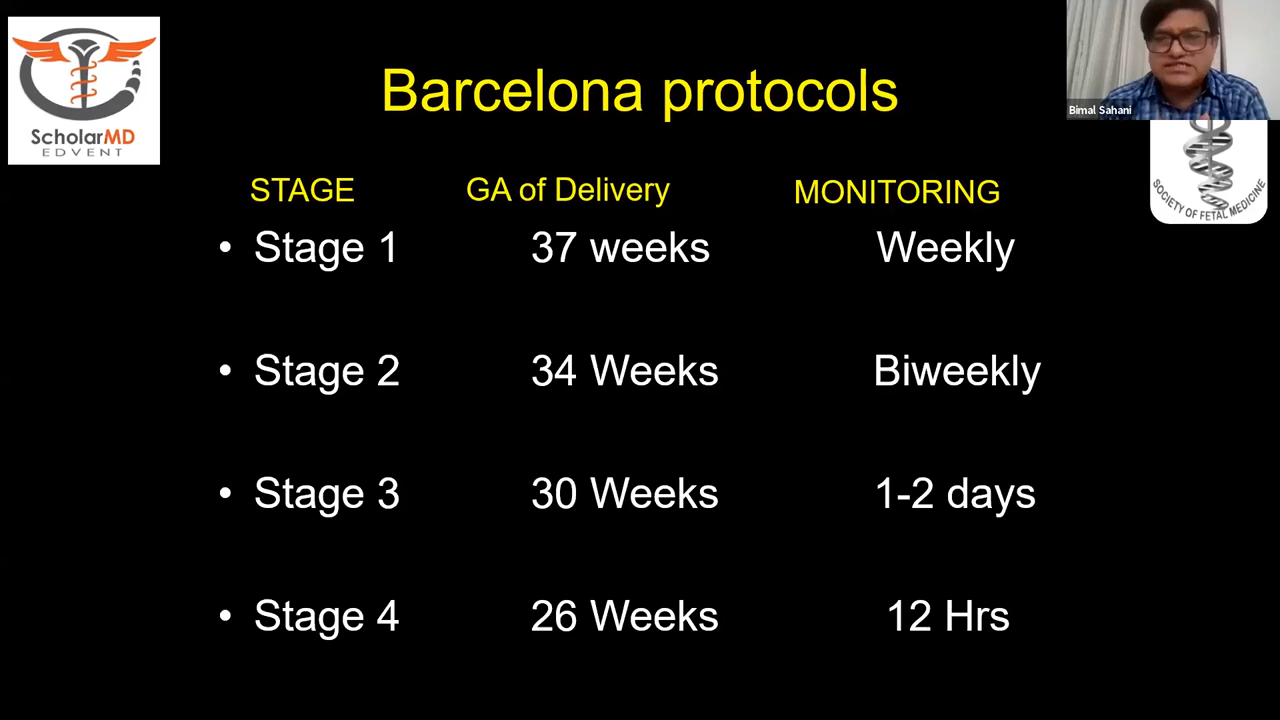 Barcelona protocols
Bimal Sahani
ScholarMD
EDVENT
SOCIETY OF FETAL MEDICINE
STAGE GA of Delivery MONITORING
• Stage 1 37 weeks Weekly
• Stage 2 34 Weeks Biweekly
• Stage 3 30 Weeks 1-2 days
• Stage 4 26 Weeks 12 Hrs